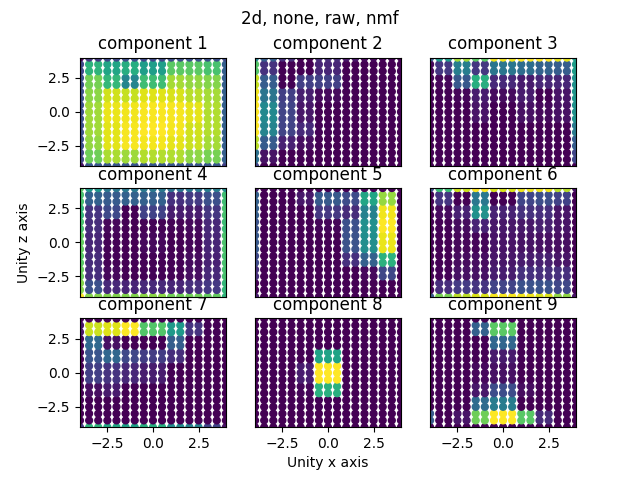 2d, none, raw, nmf
component 1 component 2 component 3
2.5
0.0
−2.5
component 4 component 5 component 6
2.5
0.0
−2.5
Unity z axis
component 7 component 8 component 9
2.5
0.0
−2.5
−2.5 0.0 2.5 −2.5 0.0 2.5 −2.5 0.0 2.5
Unity x axis